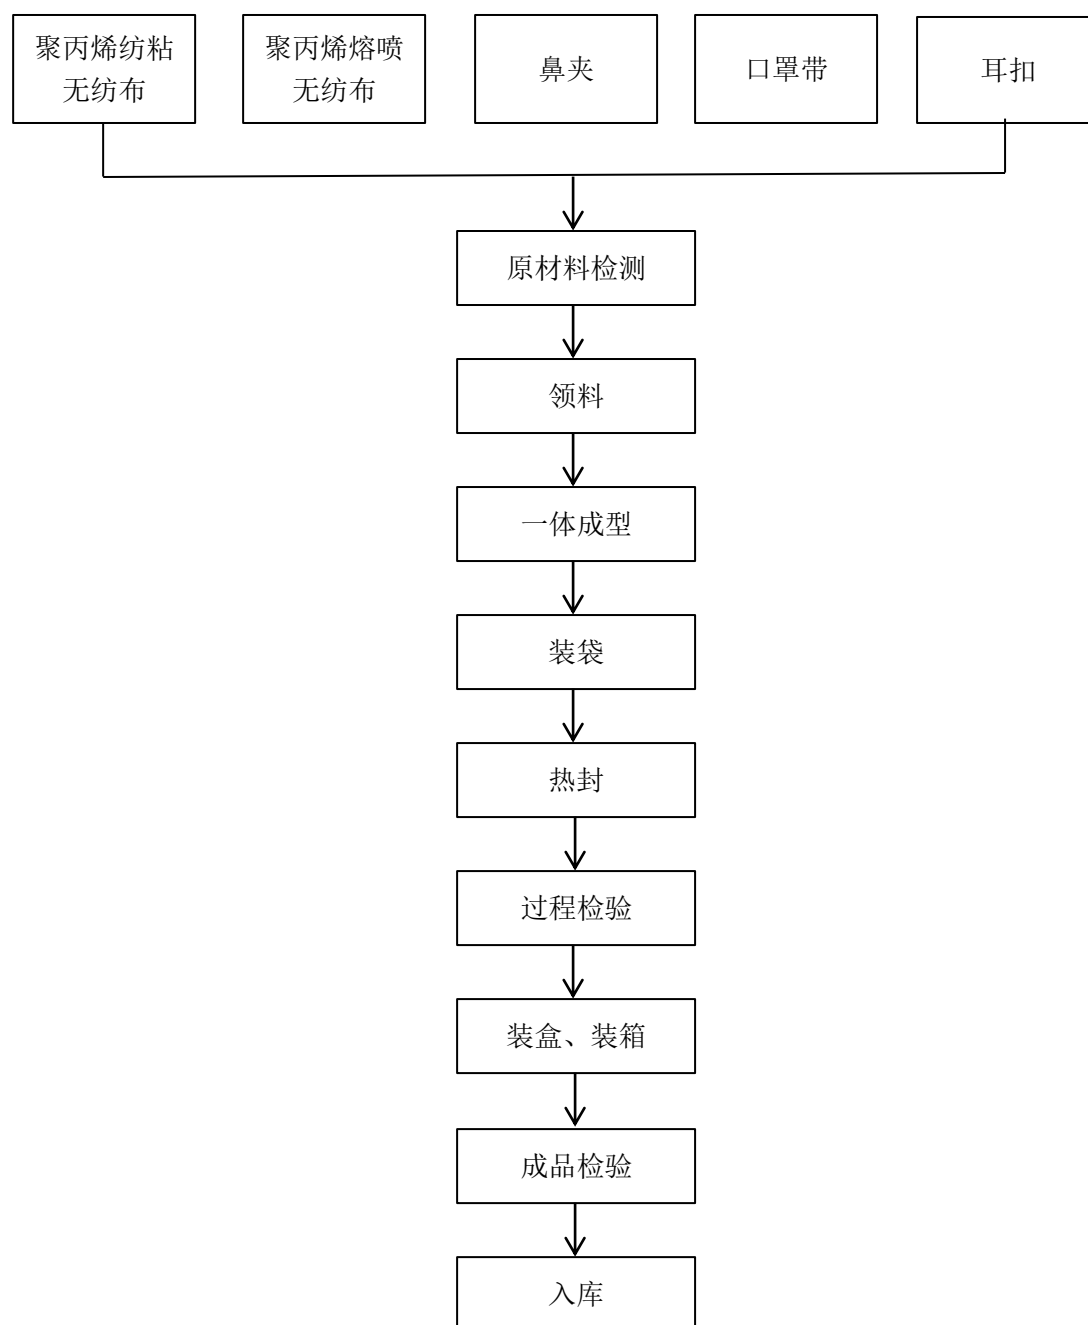 聚丙烯纺粘
无纺布
聚丙烯熔喷
无纺布
鼻夹
口罩带
耳扣
原材料检测
领料
一体成型
装袋
热封
过程检验
装盒、装箱
成品检验
入库